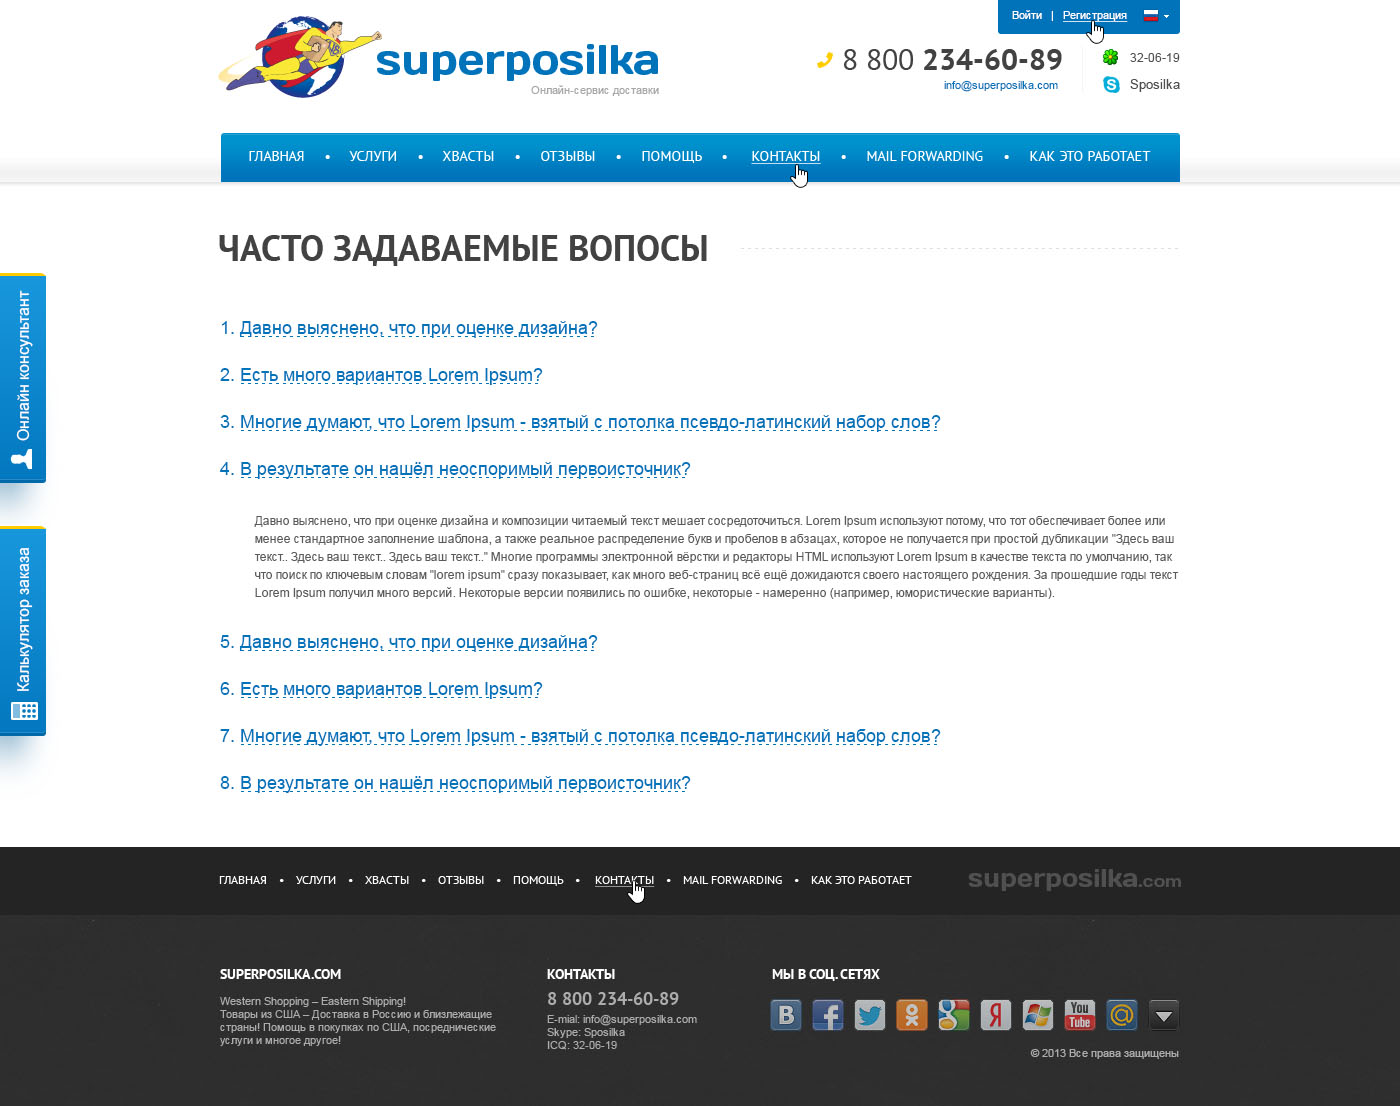 Войти | Регистрация
superposilka
Онлайн-сервис доставки
8 800 234-60-89
info@superposilka.com
32-06-19
Sposilka
ГЛАВНАЯ • УСЛУГИ • ХВАСТЫ • ОТЗЫВЫ • ПОМОЩЬ • КОНТАКТЫ • MAIL FORWARDING • КАК ЭТО РАБОТАЕТ
ЧАСТО ЗАДАВАЕМЫЕ ВОПОСЫ
Онлайн консультант
Калькулятор заказа
1. Давно выяснено, что при оценке дизайна?
2. Есть много вариантов Lorem Ipsum?
3. Многие думают, что Lorem Ipsum - взятый с потолка псевдо-латинский набор слов?
4. В результате он нашёл неоспоримый первоисточник?
Давно выяснено, что при оценке дизайна и композиции читаемый текст мешает сосредоточиться. Lorem Ipsum используют потому, что тот обеспечивает более или
менее стандартное заполнение шаблона, а также реальное распределение букв и пробелов в абзацах, которое не получается при простой дубликации "Здесь ваш
текст.. Здесь ваш текст.. Здесь ваш текст.." Многие программы электронной вёрстки и редакторы HTML используют Lorem Ipsum в качестве текста по умолчанию, так
что поиск по ключевым словам "lorem ipsum" сразу показывает, как много веб-страниц всё ещё дожидаются своего настоящего рождения. За прошедшие годы текст
Lorem Ipsum получил много версий. Некоторые версии появились по ошибке, некоторые - намеренно (например, юмористические варианты).
5. Давно выяснено, что при оценке дизайна?
6. Есть много вариантов Lorem Ipsum?
7. Многие думают, что Lorem Ipsum - взятый с потолка псевдо-латинский набор слов?
8. В результате он нашёл неоспоримый первоисточник?
ГЛАВНАЯ • УСЛУГИ • ХВАСТЫ • ОТЗЫВЫ • ПОМОЩЬ • КОНТАКТЫ • MAIL FORWARDING • КАК ЭТО РАБОТАЕТ
superposilka.com
SUPERPOSILKA.COM
Western Shopping – Eastern Shipping!
Товары из США – Доставка в Россию и близлежащие
страны! Помощь в покупках по США, посреднические
услуги и многое другое!
КОНТАКТЫ
8 800 234-60-89
E-mial: info@superposilka.com
Skype: Sposilka
ICQ: 32-06-19
МЫ В СОЦ. СЕТЯХ
В f g Я You Tube @
© 2013 Все права защищены